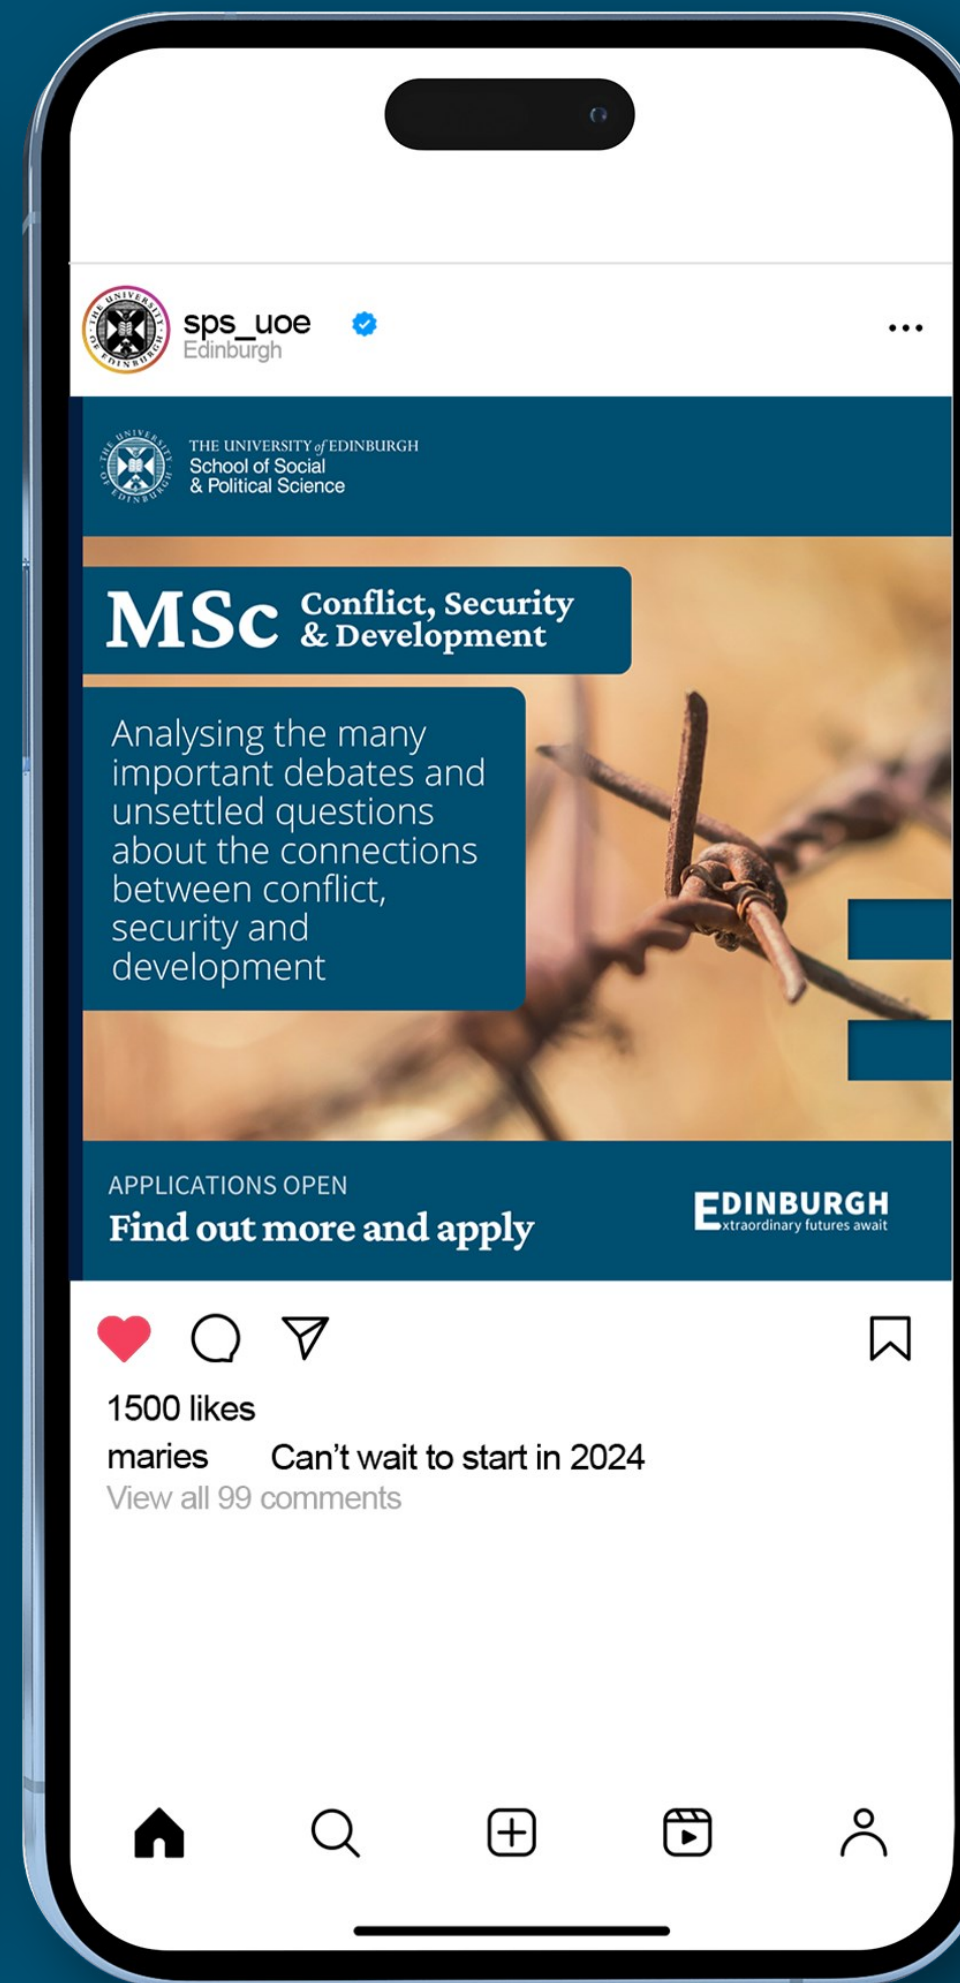 sps_uoe
Edinburgh
THE UNIVERSITY of EDINBURGH
School of Social
& Political Science
MSc Conflict, Security
& Development
Analysing the many
important debates and
unsettled questions
about the connections
between conflict,
security and
development
APPLICATIONS OPEN
Find out more and apply
EDINBURGH
Extraordinary futures await
1500 likes
maries Can't wait to start in 2024
View all 99 comments